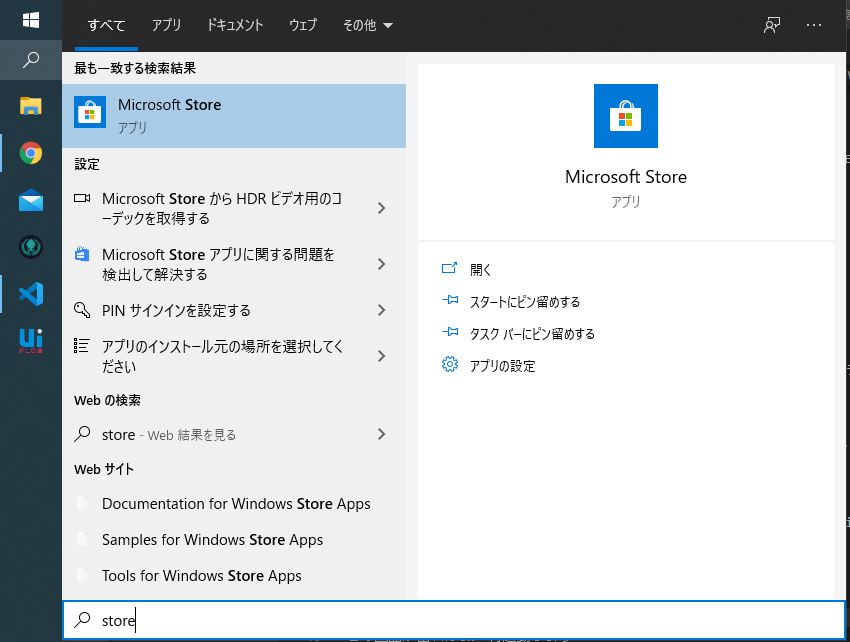 すべて アプリ ドキュメント ウェブ その他
最も一致する検索結果
Microsoft Store
アプリ
設定
Microsoft Store から HDR ビデオ用のコ
ーデックを取得する
Microsoft Store アプリに関する問題を
検出して解決する
PIN サインインを設定する
アプリのインストール元の場所を選択してく
ださい
Web の検索
store - Web 結果を見る
Web サイト
Documentation for Windows Store Apps
Samples for Windows Store Apps
Tools for Windows Store Apps
Microsoft Store
アプリ
開く
スタートにピン留めする
タスク バーにピン留めする
アプリの設定
Ui
FLOS
store